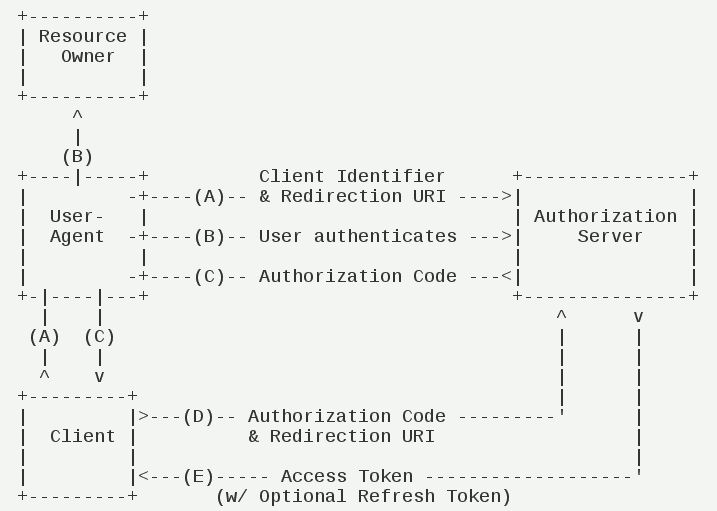 +----------+
| Resource |
|   Owner  |
|          |
+----------+
     ^
     |
    (B)
+----|-----+          Client Identifier      +---------------+
|         -+----(A)-- & Redirection URI ---->|               |
|  User-   |                                 | Authorization |
|  Agent  -+----(B)-- User authenticates --->|     Server    |
|          |                                 |               |
|         -+----(C)-- Authorization Code ---<|               |
+-|----|---+                                 +---------------+
  |    |                                         ^      v
 (A)  (C)                                        |      |
  |    |                                         |      |
  ^    v                                         |      |
+---------+                                      |      |
|         |>---(D)-- Authorization Code ---------'      |
|  Client |          & Redirection URI                  |
|         |                                             |
|         |<---(E)----- Access Token -------------------'
+---------+       (w/ Optional Refresh Token)